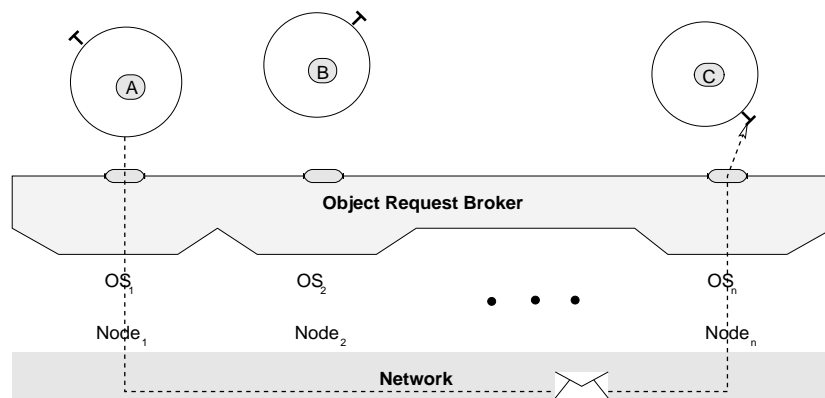 A
B
C
Object Request Broker
OS₁ OS₂ OSₙ
Node₁ Node₂ Nodeₙ
Network